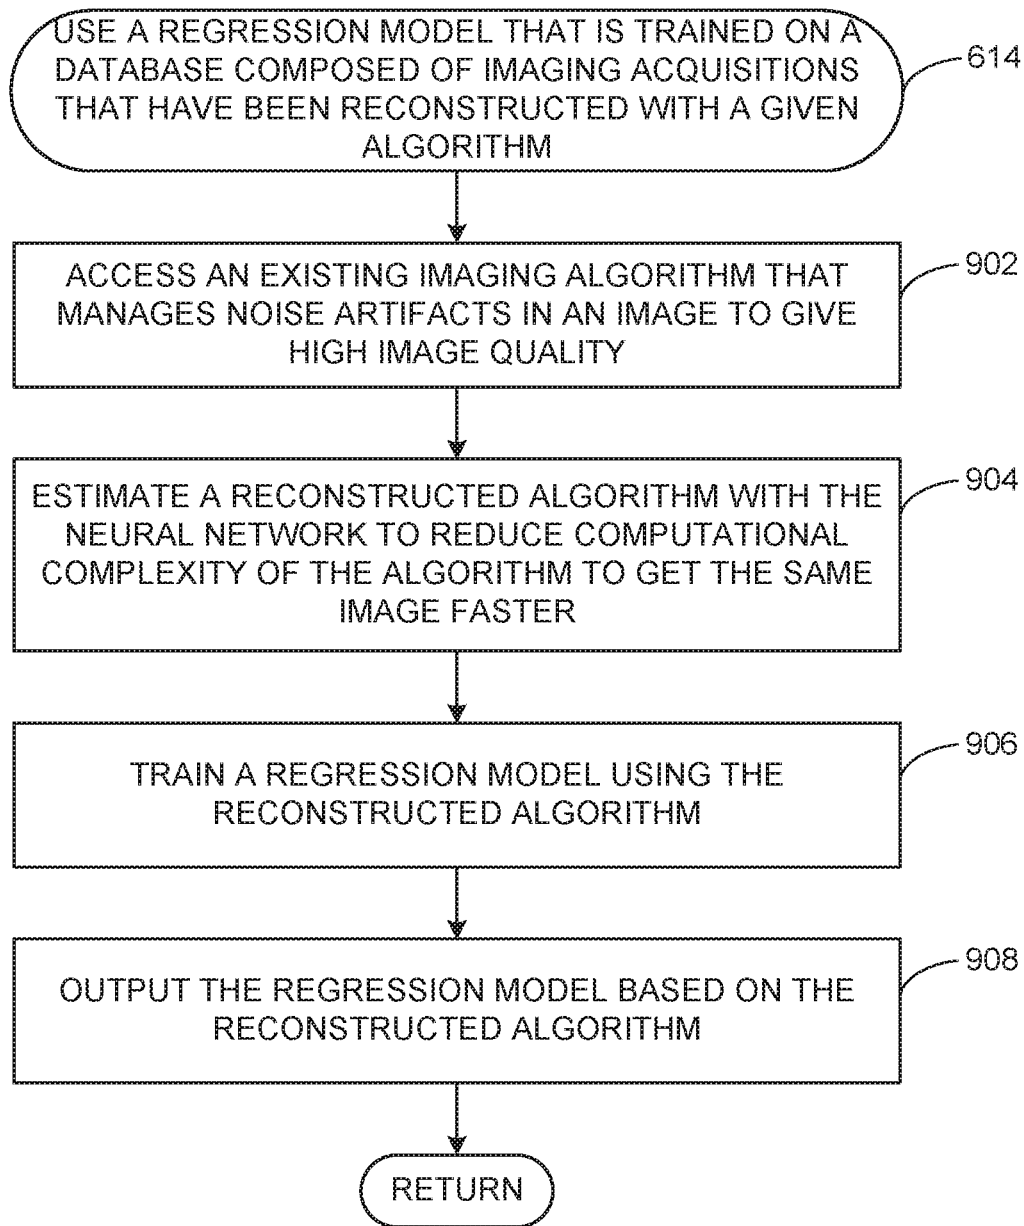 USE A REGRESSION MODEL THAT IS TRAINED ON A
DATABASE COMPOSED OF IMAGING ACQUISITIONS
THAT HAVE BEEN RECONSTRUCTED WITH A GIVEN
ALGORITHM
614
ACCESS AN EXISTING IMAGING ALGORITHM THAT
MANAGES NOISE ARTIFACTS IN AN IMAGE TO GIVE
HIGH IMAGE QUALITY
902
ESTIMATE A RECONSTRUCTED ALGORITHM WITH THE
NEURAL NETWORK TO REDUCE COMPUTATIONAL
COMPLEXITY OF THE ALGORITHM TO GET THE SAME
IMAGE FASTER
904
TRAIN A REGRESSION MODEL USING THE
RECONSTRUCTED ALGORITHM
906
OUTPUT THE REGRESSION MODEL BASED ON THE
RECONSTRUCTED ALGORITHM
908
RETURN